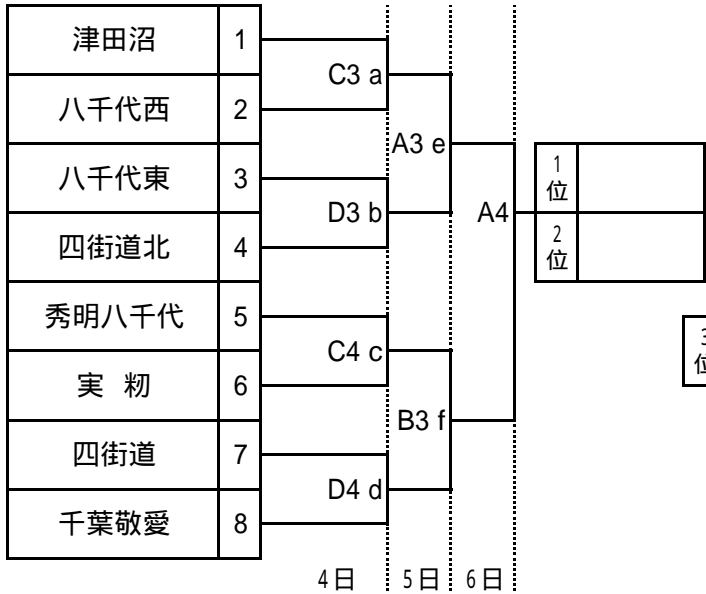 津田沼 1
八千代西 2
八千代東 3
四街道北 4
秀明八千代 5
実 籾 6
四街道 7
千葉敬愛 8
C3 a
D3 b
C4 c
D4 d
A3 e
B3 f
A4
1位
2位
3位
4日 5日 6日